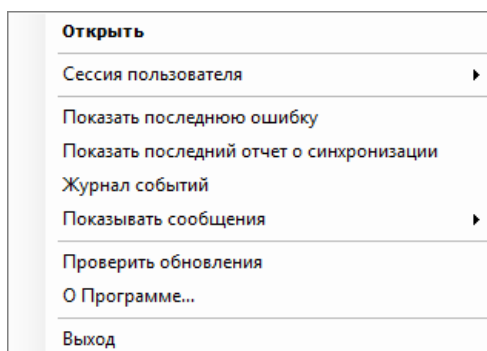 Открыть
Сессия пользователя
Показать последнюю ошибку
Показать последний отчет о синхронизации
Журнал событий
Показывать сообщения
Проверить обновления
О Программе...
Выход